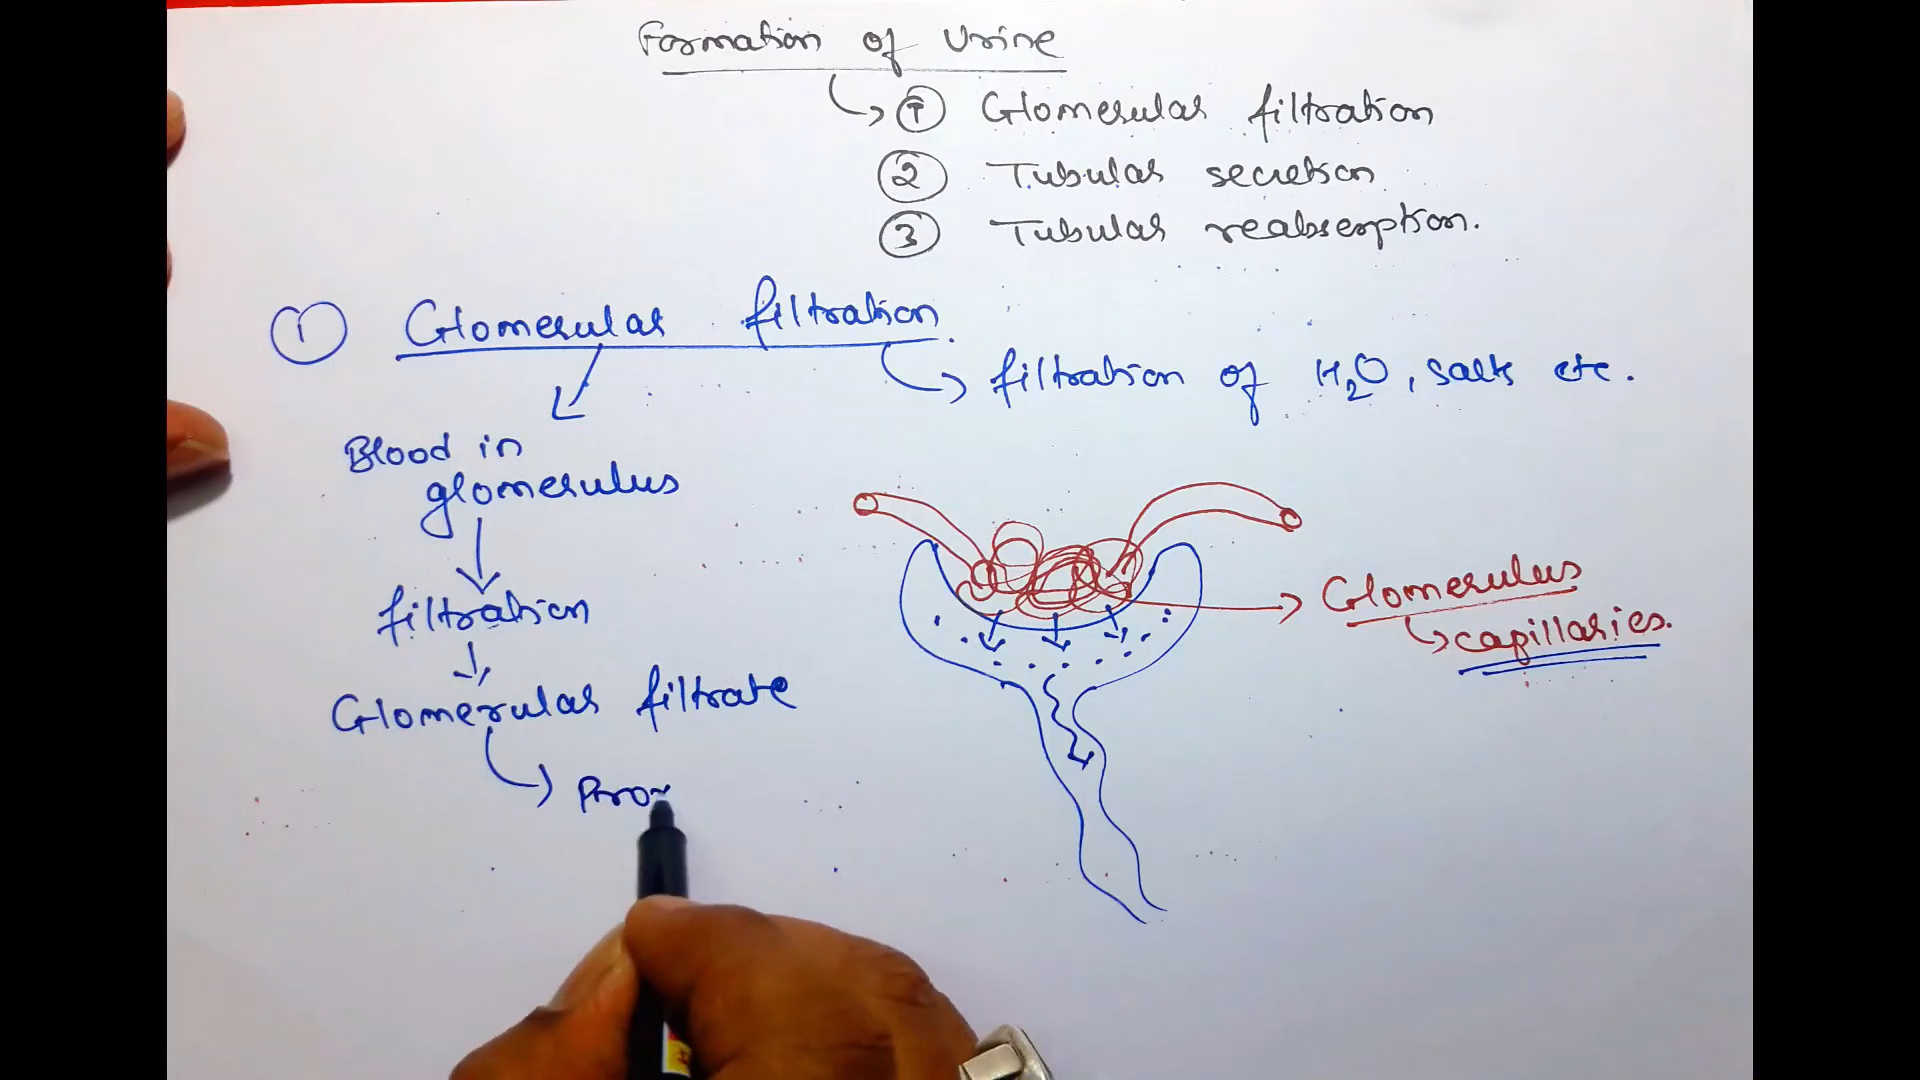 Formation of Urine
① Glomerular filtration
② Tubular secretion
③ Tubular reabsorption.
① Glomerular filtration.
filtration of H₂O, salts etc.
Blood in
glomerulus
filtration
Glomerular filtrate
Glomerulus
capillaries.